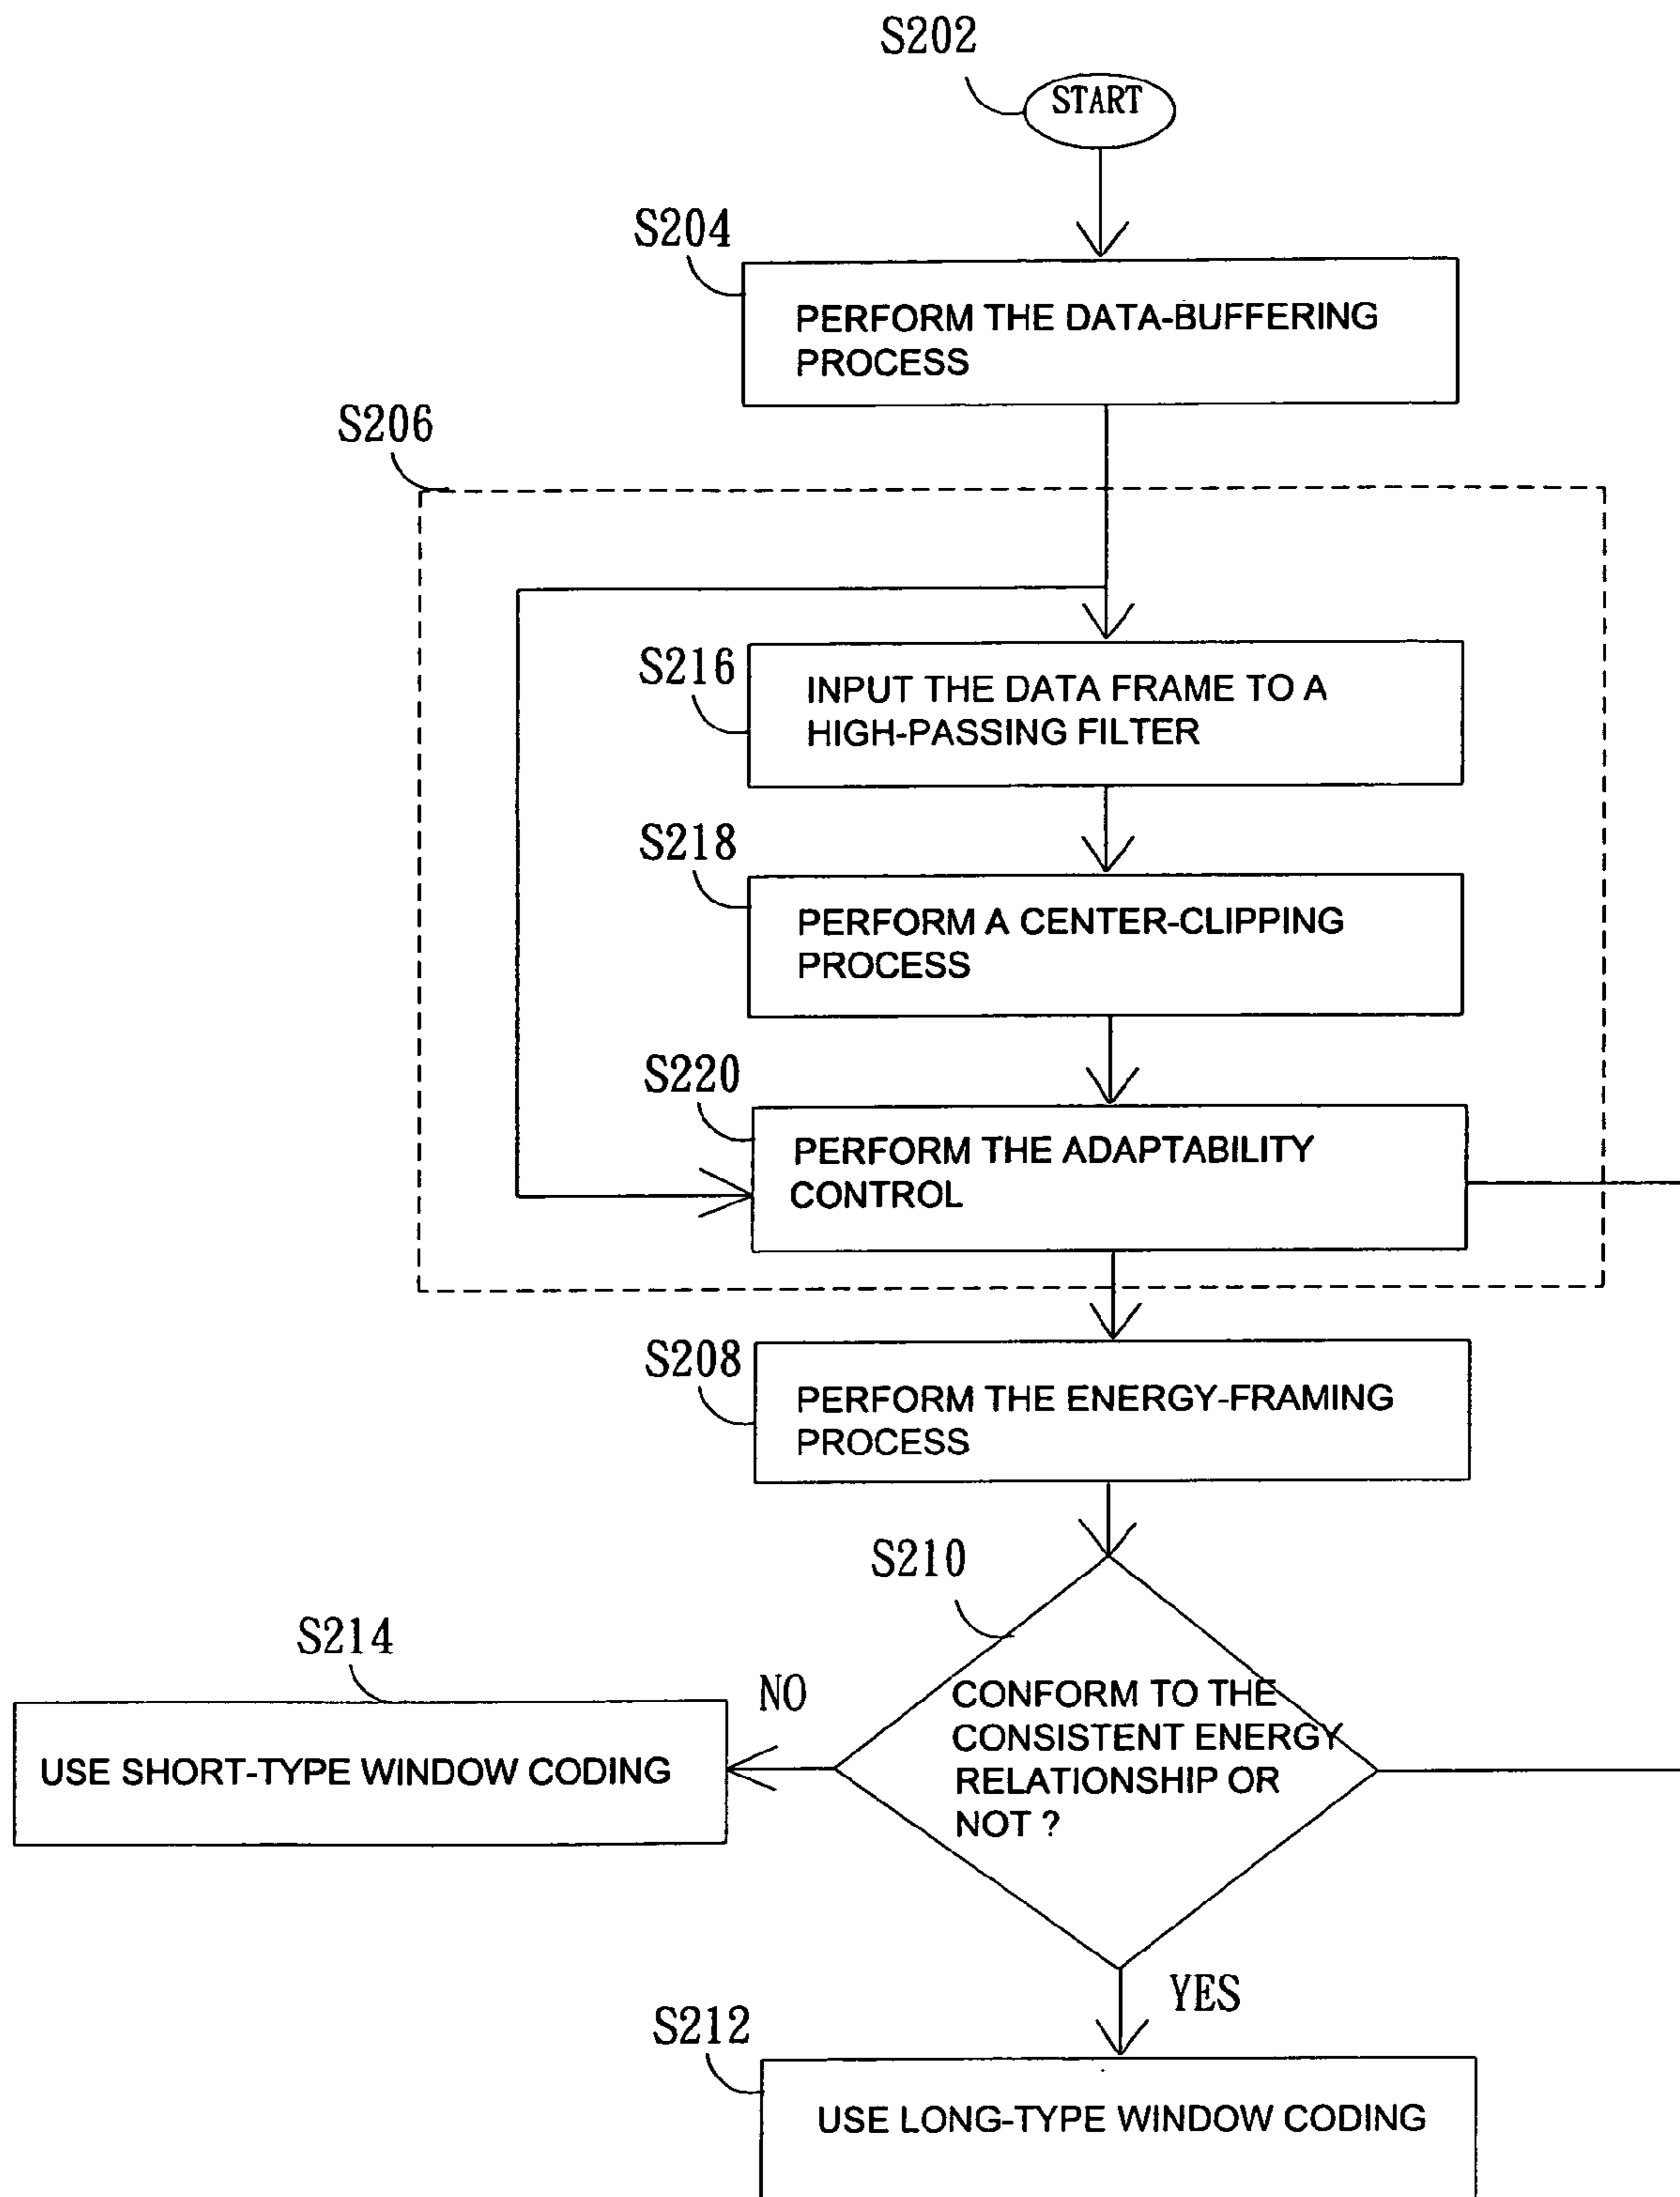 S202
START
S204
PERFORM THE DATA-BUFFERING
PROCESS
S206
S216
INPUT THE DATA FRAME TO A
HIGH-PASSING FILTER
S218
PERFORM A CENTER-CLIPPING
PROCESS
S220
PERFORM THE ADAPTABILITY
CONTROL
S208
PERFORM THE ENERGY-FRAMING
PROCESS
S210
CONFORM TO THE
CONSISTENT ENERGY
RELATIONSHIP OR
NOT ?
NO
S214
USE SHORT-TYPE WINDOW CODING
YES
S212
USE LONG-TYPE WINDOW CODING